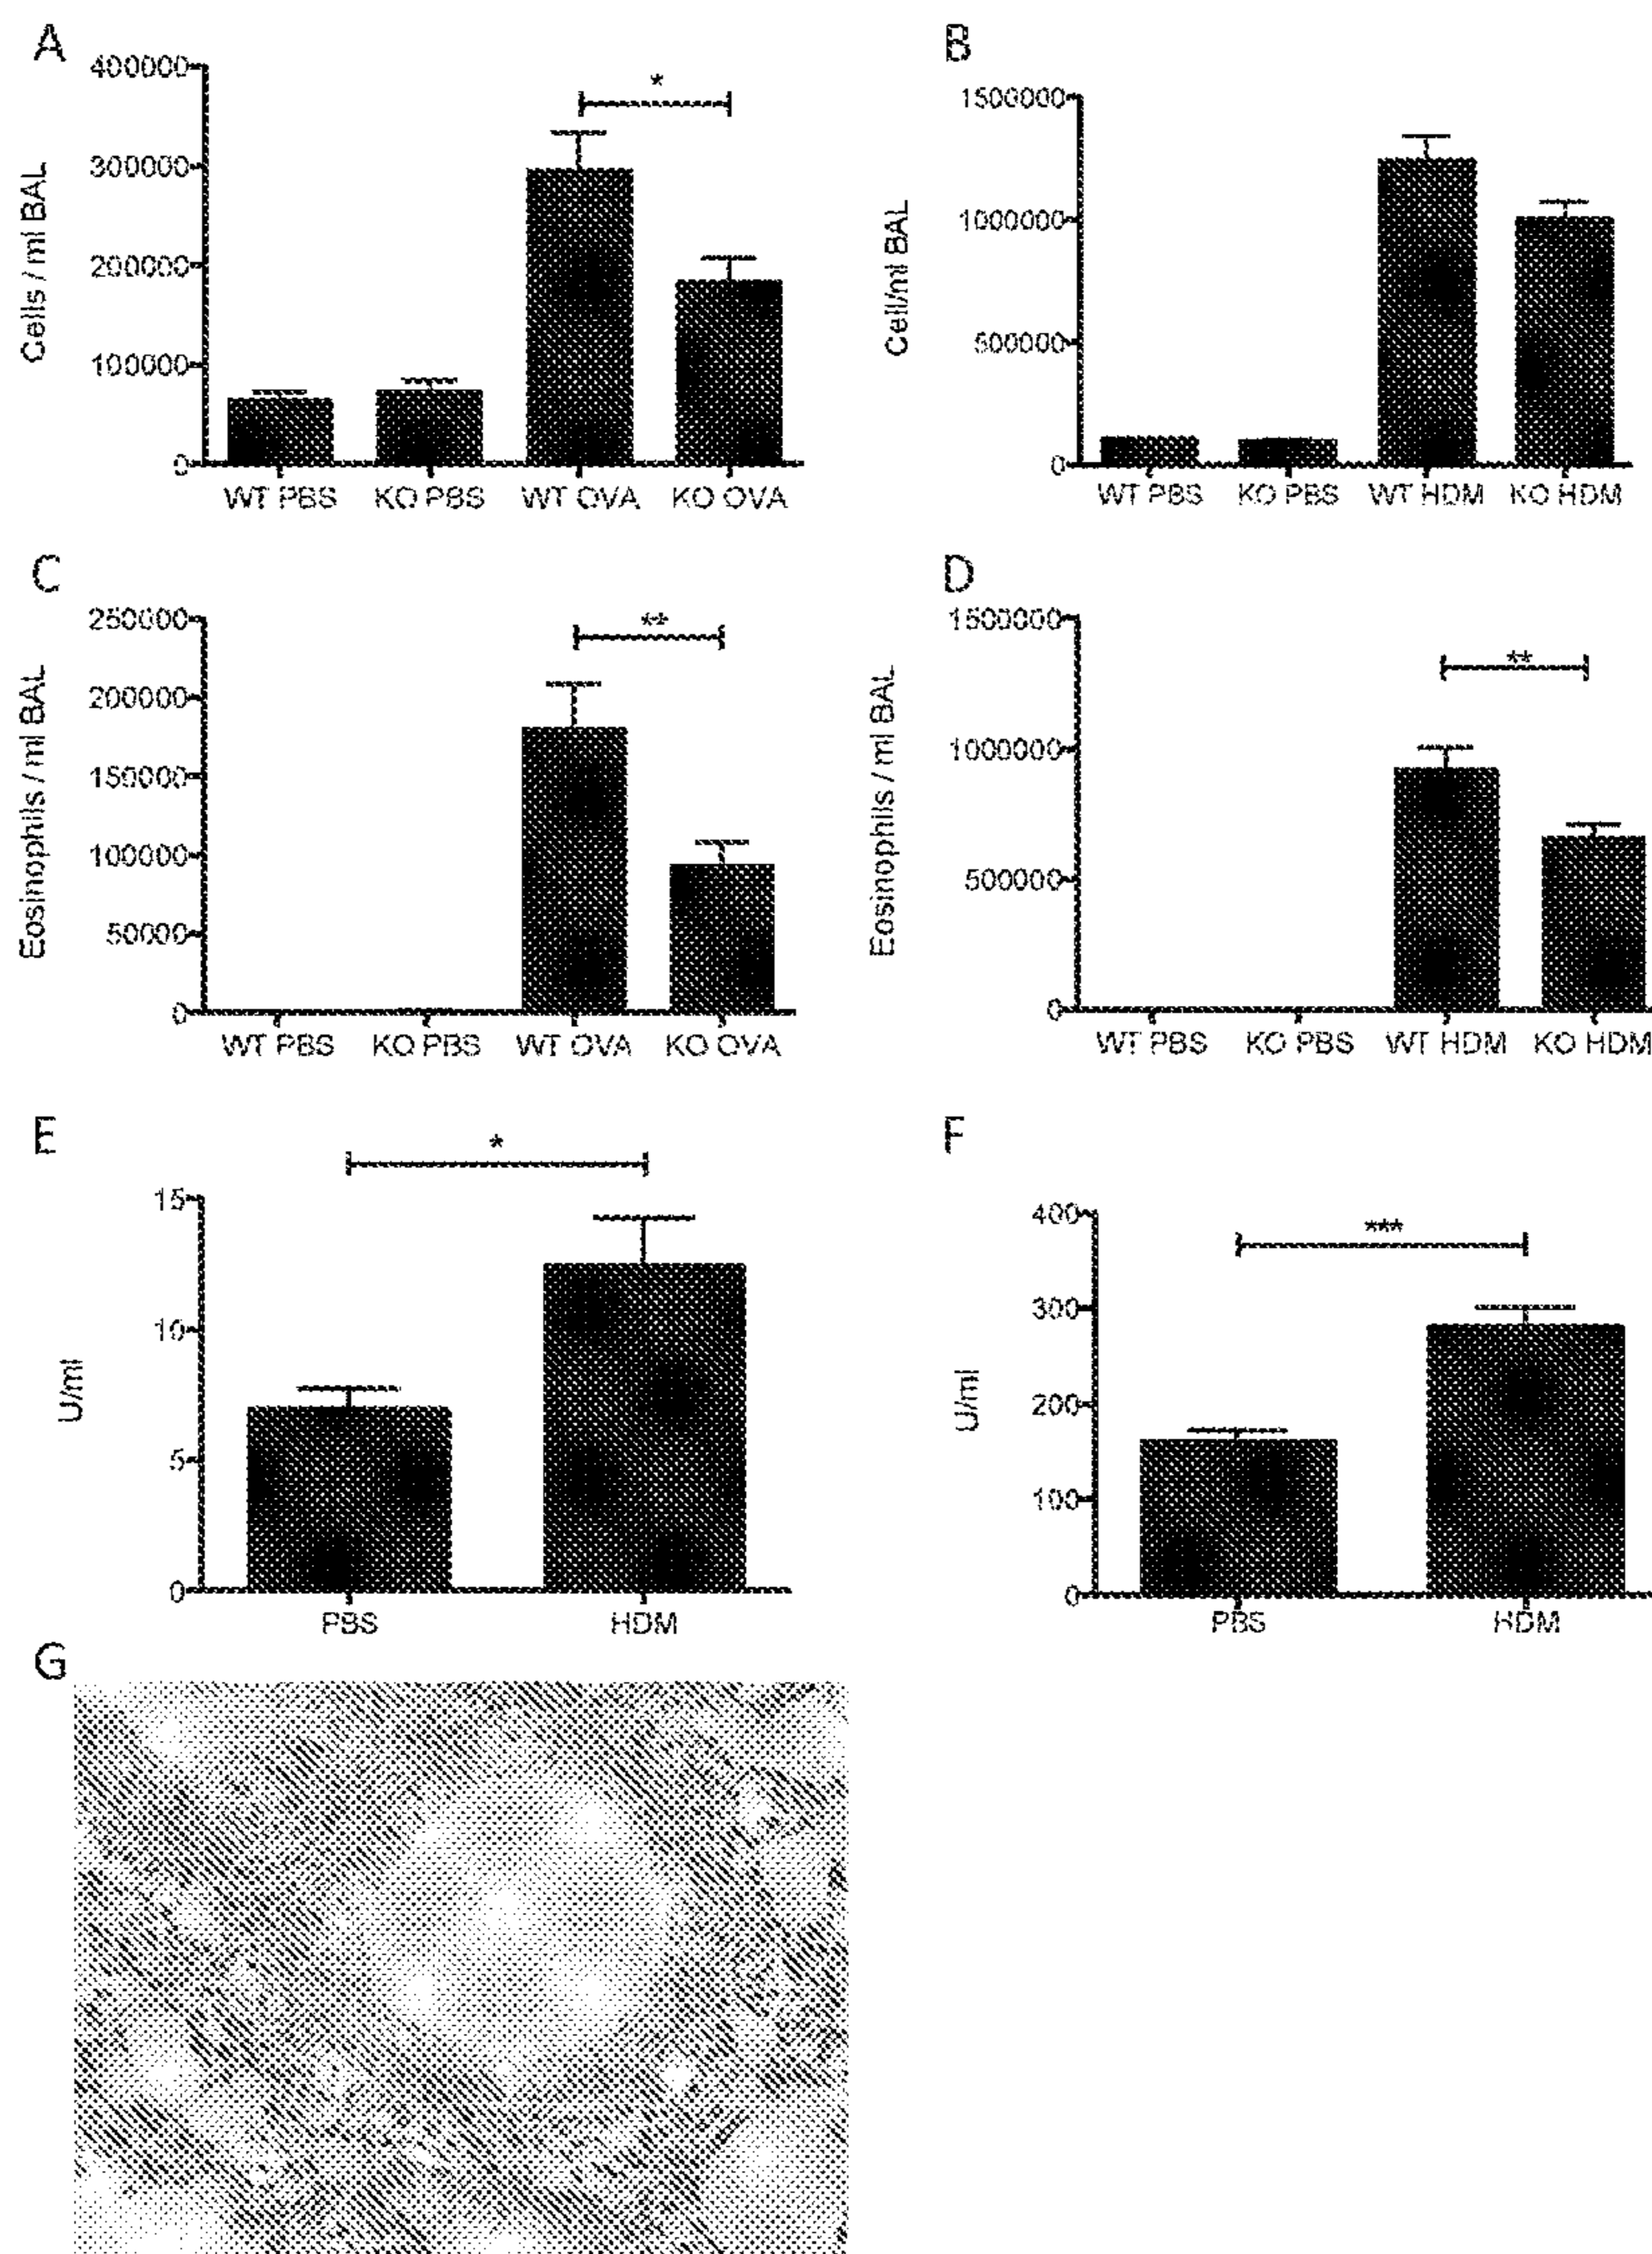 A
400000
300000
200000
100000
0
Cells / ml BAL
*
WT PBS KO PBS WT OVA KO OVA
B
1500000
1000000
500000
0
Cell/ml BAL
WT PBS KO PBS WT HDM KO HDM
C
250000
200000
150000
100000
50000
0
Eosinophils / ml BAL
**
WT PBS KO PBS WT OVA KO OVA
D
1500000
1000000
500000
0
Eosinophils / ml BAL
**
WT PBS KO PBS WT HDM KO HDM
E
15
10
5
0
U/ml
*
PBS HDM
F
400
300
200
100
0
U/ml
***
PBS HDM
G